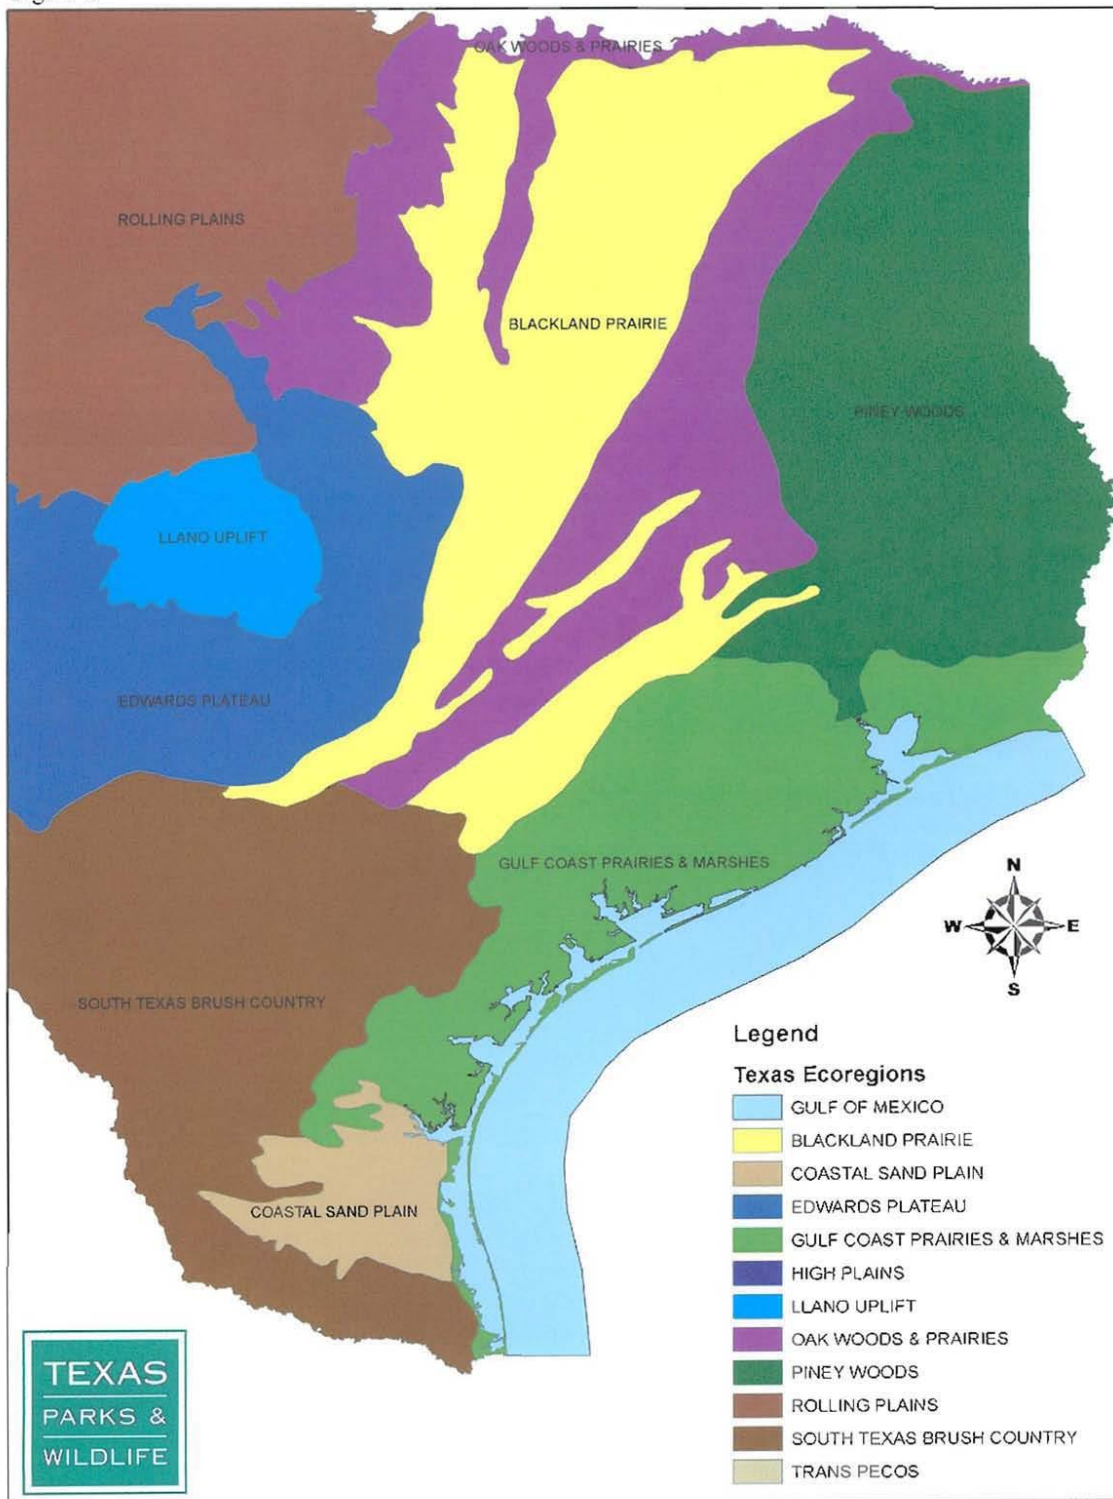 OAK WOODS & PRAIRIES
ROLLING PLAINS
BLACKLAND PRAIRIE
PINEY WOODS
LLANO UPLIFT
EDWARDS PLATEAU
GULF COAST PRAIRIES & MARSHES
N
W
E
S
SOUTH TEXAS BRUSH COUNTRY
COASTAL SAND PLAIN
Legend
Texas Ecoregions
GULF OF MEXICO
BLACKLAND PRAIRIE
COASTAL SAND PLAIN
EDWARDS PLATEAU
GULF COAST PRAIRIES & MARSHES
HIGH PLAINS
LLANO UPLIFT
OAK WOODS & PRAIRIES
PINEY WOODS
ROLLING PLAINS
SOUTH TEXAS BRUSH COUNTRY
TRANS PECOS
TEXAS
PARKS &
WILDLIFE